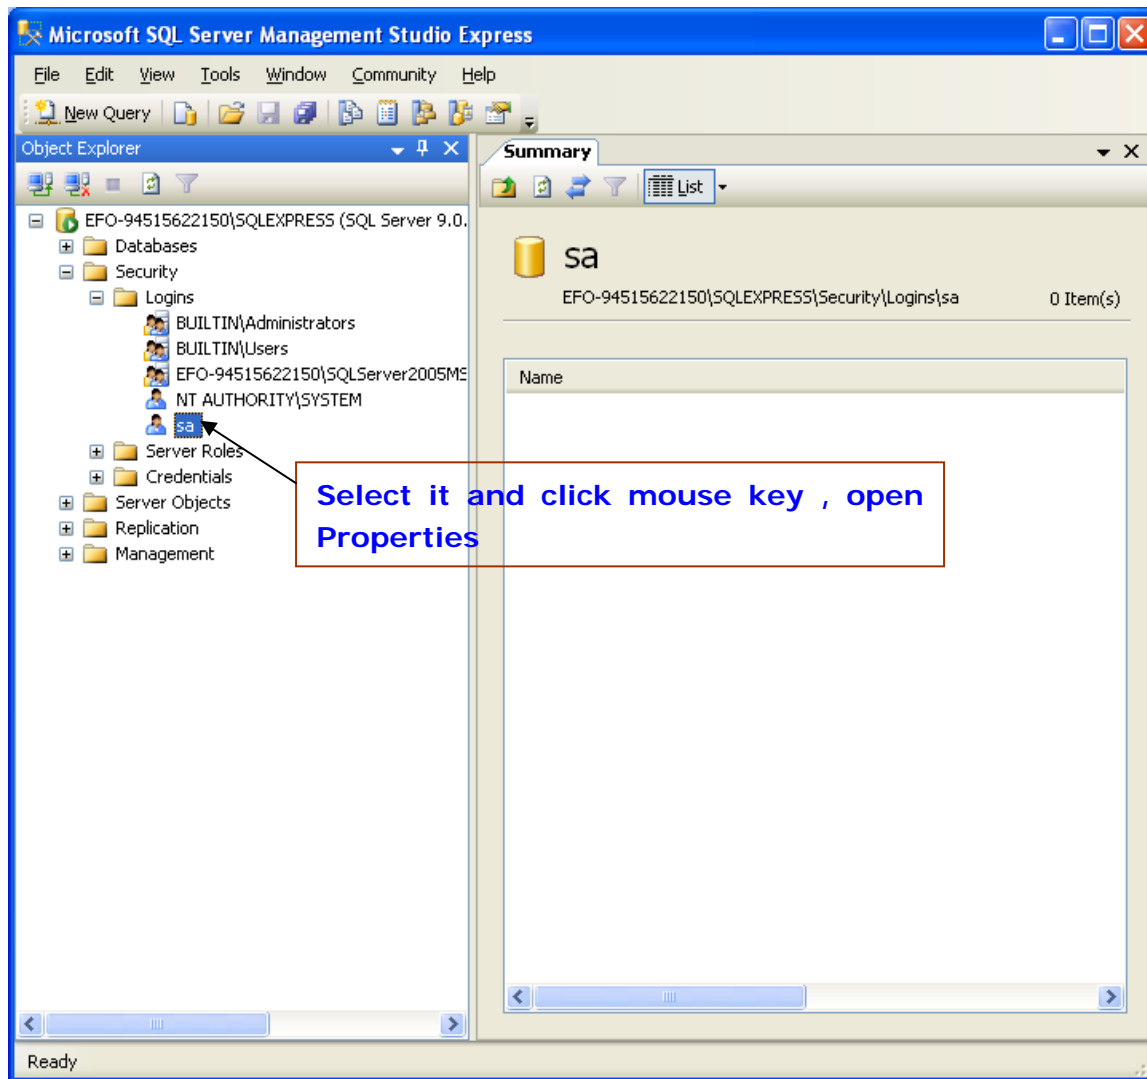 Microsoft SQL Server Management Studio Express
File Edit View Tools Window Community Help
New Query
Object Explorer
EFO-94515622150\SQLEXPRESS (SQL Server 9.0.
Databases
Security
Logins
BUILTIN\Administrators
BUILTIN\Users
EFO-94515622150\SQLServer2005MS
NT AUTHORITY\SYSTEM
sa
Server Roles
Credentials
Server Objects
Replication
Management
Summary
List
sa
EFO-94515622150\SQLEXPRESS\Security\Logins\sa 0 Item(s)
Name
Select it and click mouse key , open
Properties
Ready